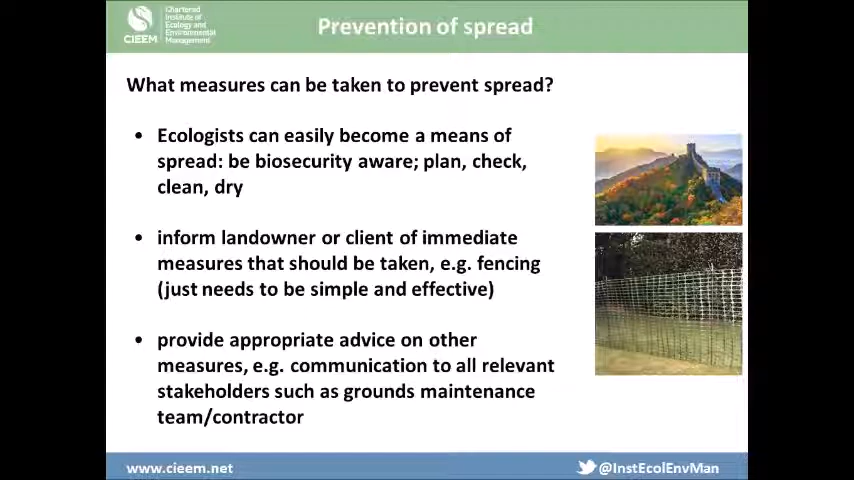 CIEEM
Chartered
Institute of
Ecology and
Environmental
Management
Prevention of spread
What measures can be taken to prevent spread?
• Ecologists can easily become a means of
spread: be biosecurity aware; plan, check,
clean, dry
• inform landowner or client of immediate
measures that should be taken, e.g. fencing
(just needs to be simple and effective)
• provide appropriate advice on other
measures, e.g. communication to all relevant
stakeholders such as grounds maintenance
team/contractor
www.cieem.net
@InstEcolEnvMan